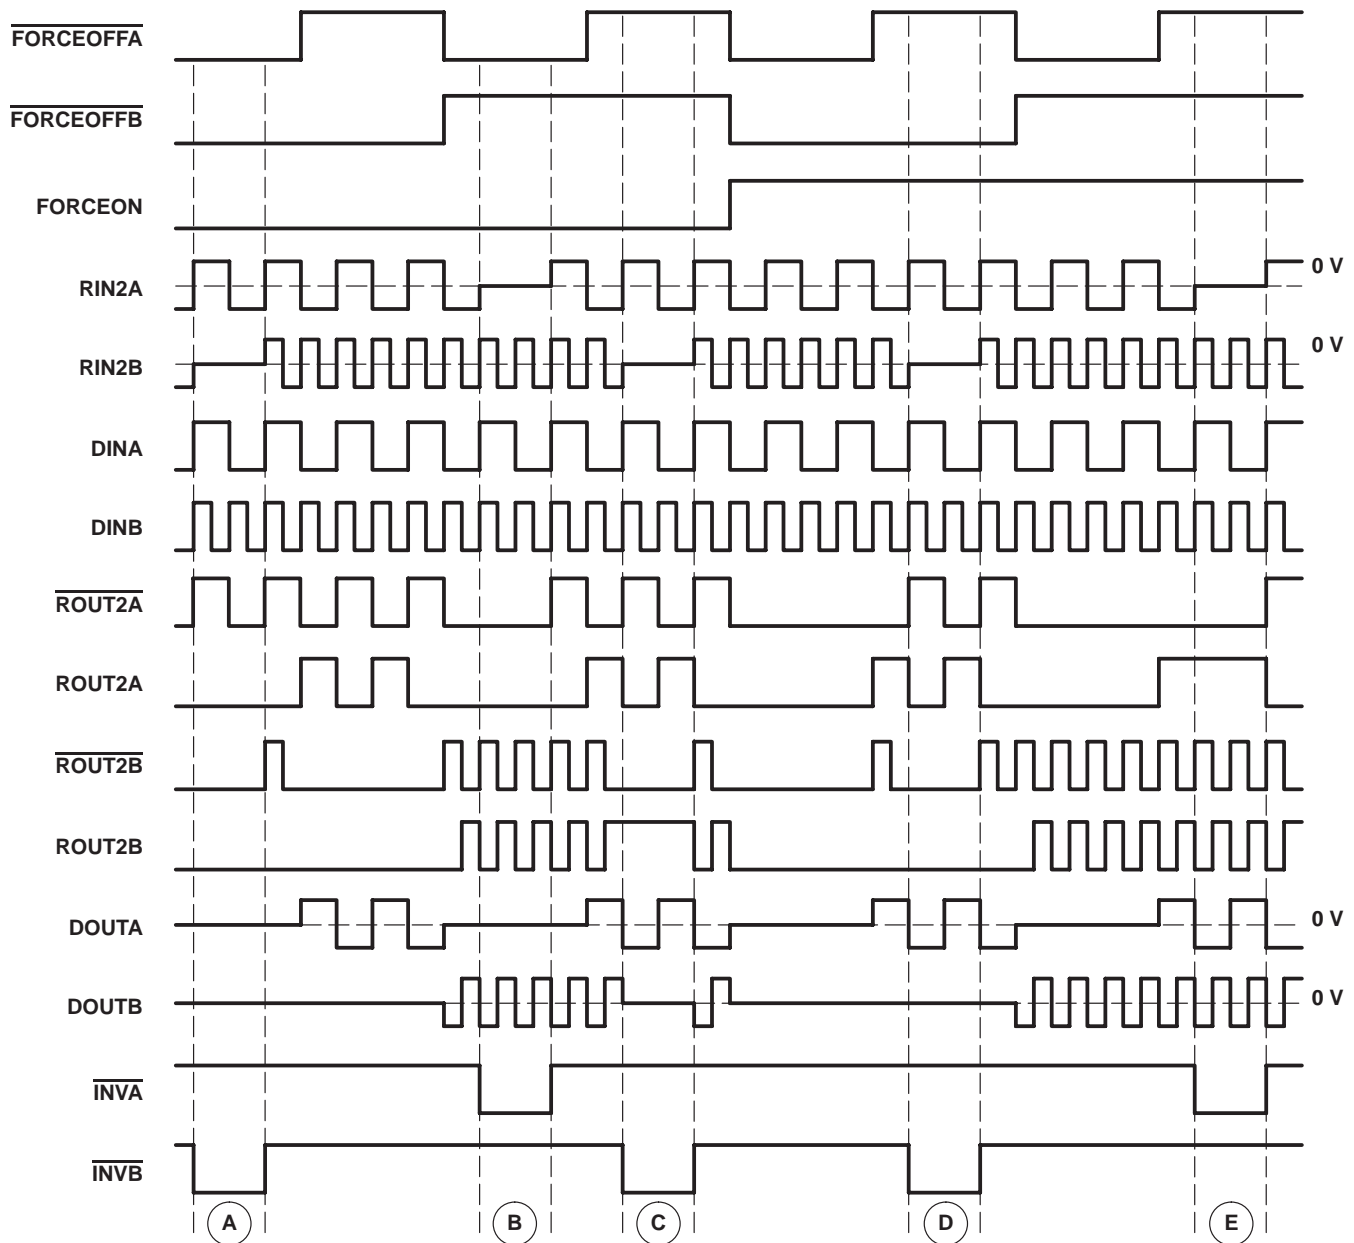 FORCEOFFA
FORCEOFFB
FORCEON
RIN2A
0 V
RIN2B
0 V
DINA
DINB
ROUT2A
ROUT2A
ROUT2B
ROUT2B
DOUTA
0 V
DOUTB
0 V
INVA
INVB
A
B
C
D
E